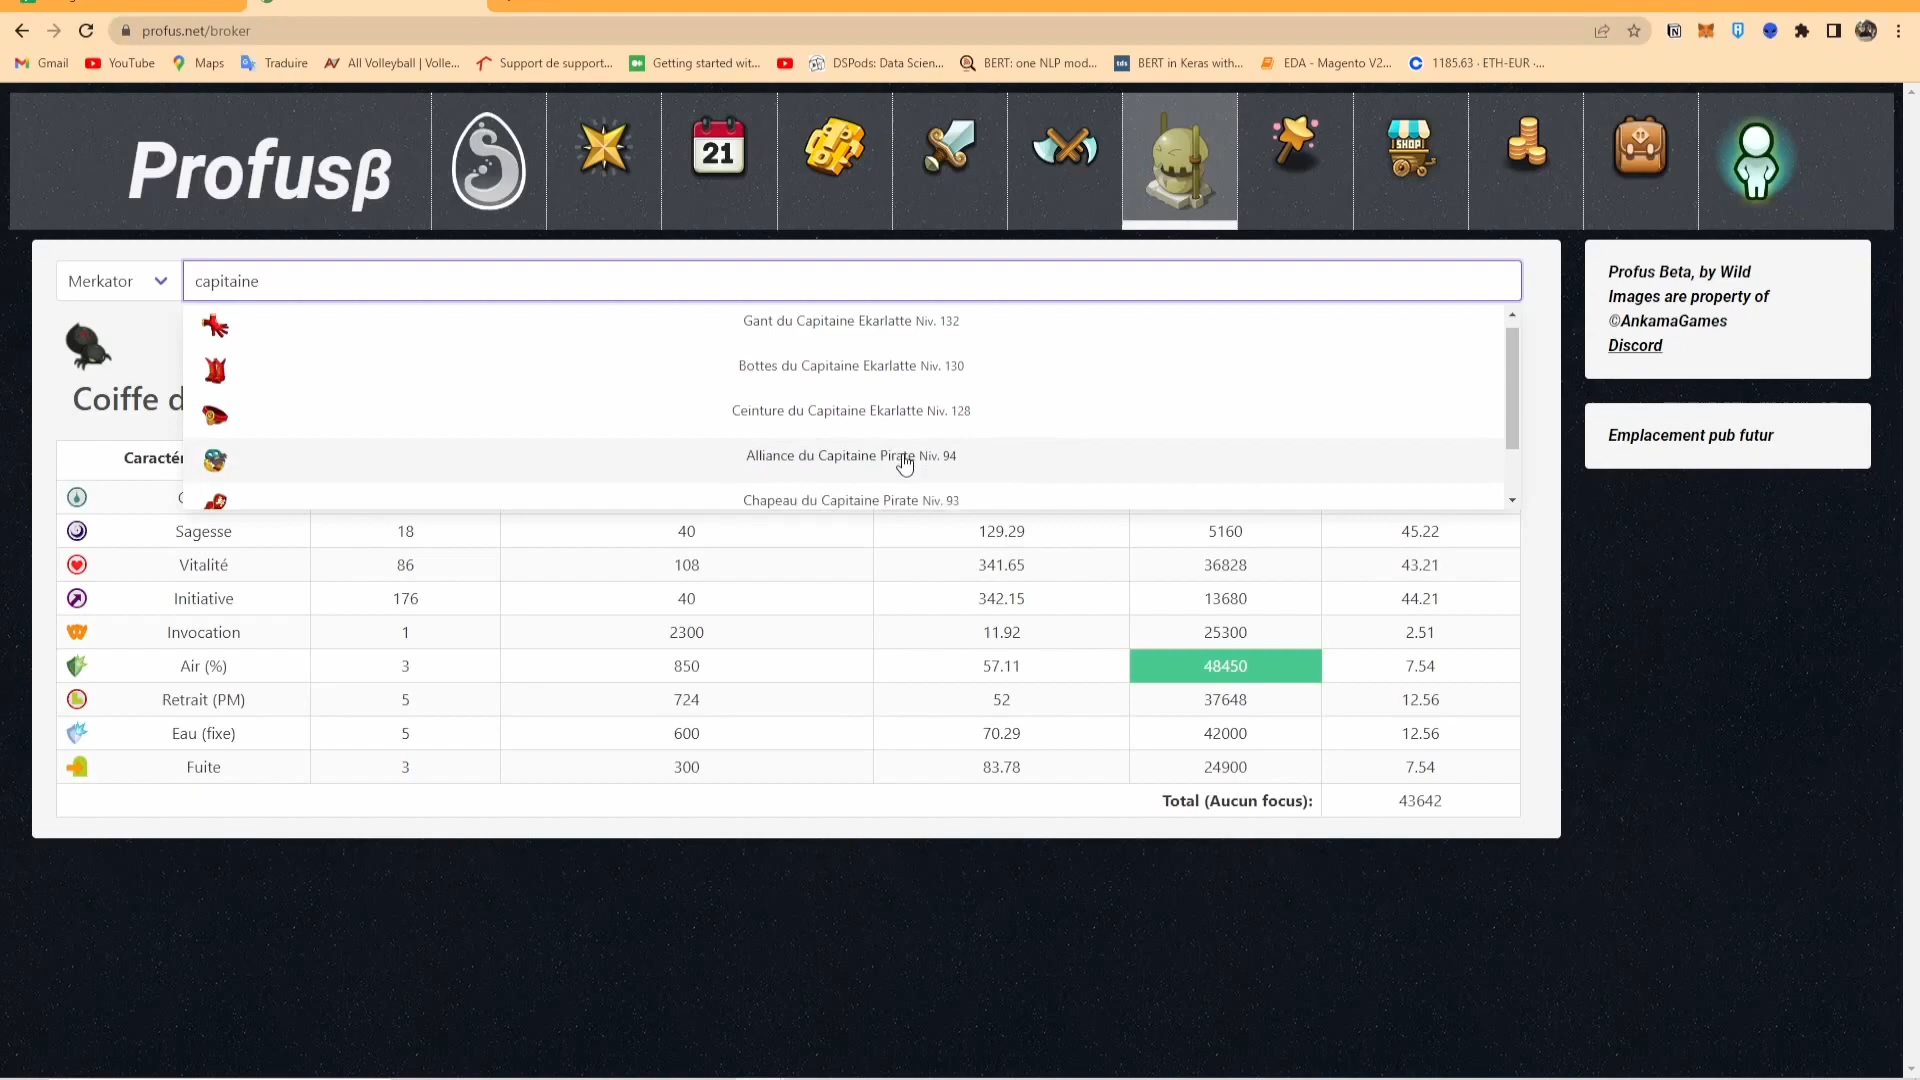 profus.net/broker
Gmail YouTube Maps Traduire All Volleyball | Volle... Support de support... Getting started wit... DSPods: Data Scien... BERT: one NLP mod... tds BERT in Keras with... EDA - Magento V2... 1185.63 · ETH-EUR ·...
Profusβ 21 SHOP
Merkator capitaine
Gant du Capitaine Ekarlatte Niv. 132
Bottes du Capitaine Ekarlatte Niv. 130
Ceinture du Capitaine Ekarlatte Niv. 128
Alliance du Capitaine Pirate Niv. 94
Chapeau du Capitaine Pirate Niv. 93
Coiffe d
Caractér
Sagesse 18 40 129.29 5160 45.22
Vitalité 86 108 341.65 36828 43.21
Initiative 176 40 342.15 13680 44.21
Invocation 1 2300 11.92 25300 2.51
Air (%) 3 850 57.11 48450 7.54
Retrait (PM) 5 724 52 37648 12.56
Eau (fixe) 5 600 70.29 42000 12.56
Fuite 3 300 83.78 24900 7.54
Total (Aucun focus): 43642
Profus Beta, by Wild
Images are property of
©AnkamaGames
Discord
Emplacement pub futur